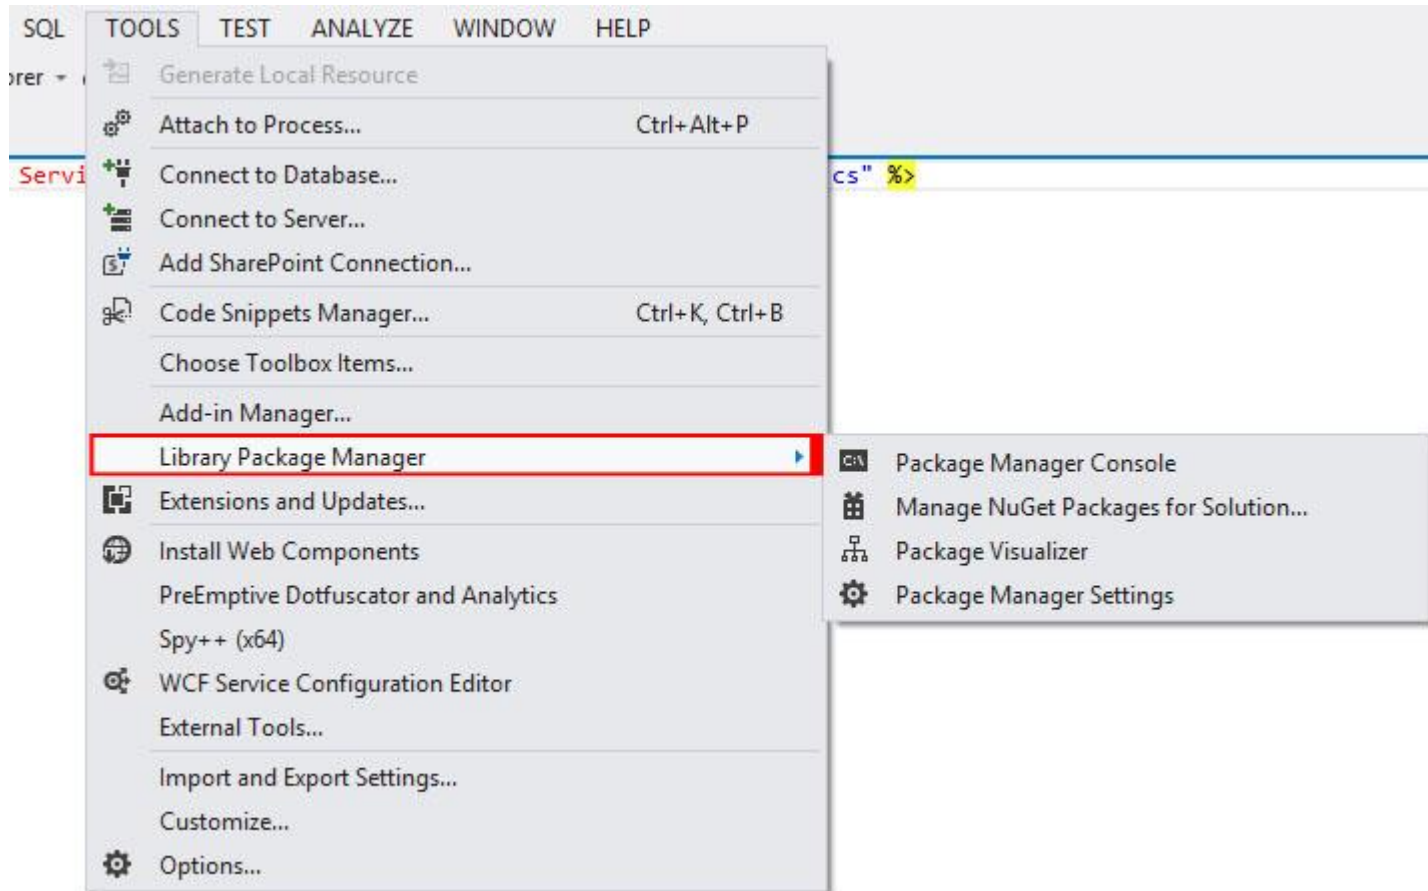 SQL TOOLS TEST ANALYZE WINDOW HELP
orer
Generate Local Resource
Attach to Process... Ctrl+Alt+P
Servi cs" %>
Connect to Database...
Connect to Server...
Add SharePoint Connection...
Code Snippets Manager... Ctrl+K, Ctrl+B
Choose Toolbox Items...
Add-in Manager...
Library Package Manager
Extensions and Updates...
Install Web Components
PreEmptive Dotfuscator and Analytics
Spy++ (x64)
WCF Service Configuration Editor
External Tools...
Import and Export Settings...
Customize...
Options...
C:\
Package Manager Console
Manage NuGet Packages for Solution...
Package Visualizer
Package Manager Settings